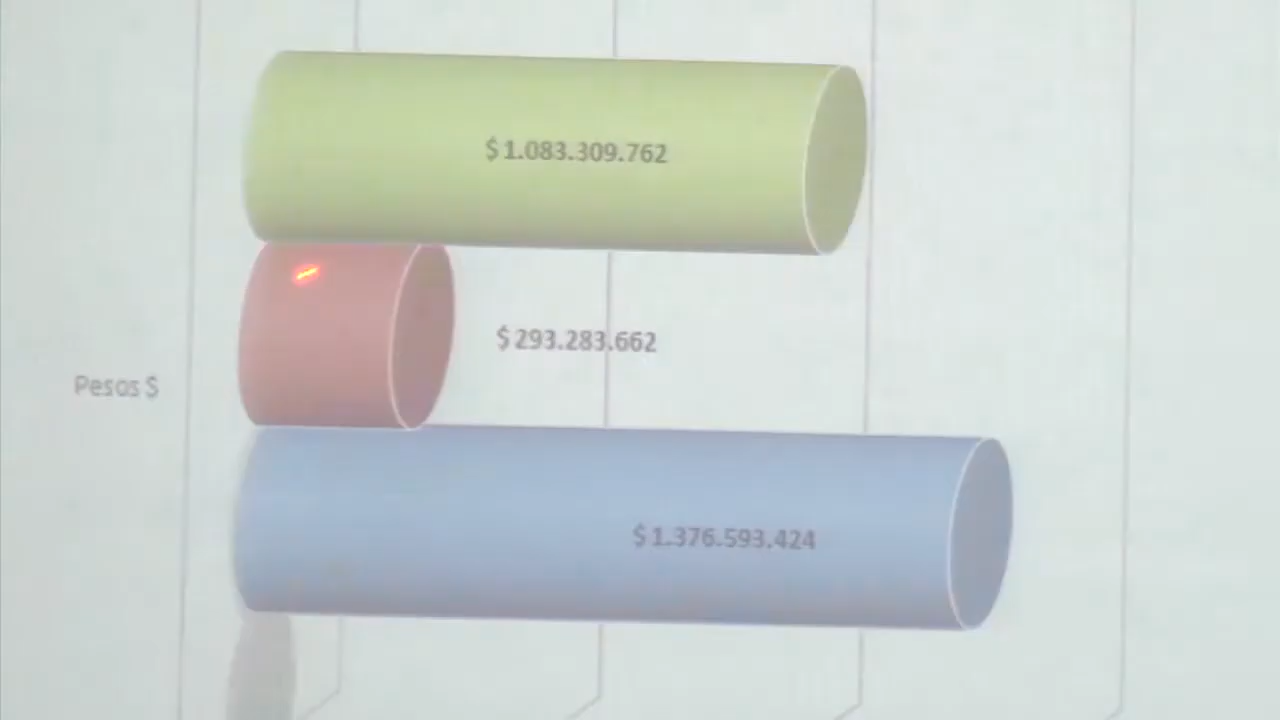 $ 1.083.309.762
$ 293.283.662
Pesos $
$ 1.376.593.424